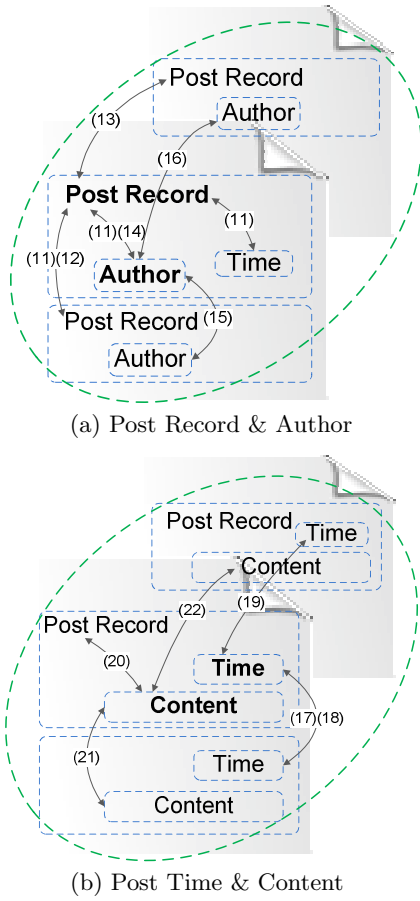 Post Record
(13)
Author
(16)
Post Record
(11)
(11)(14)
(11)(12)
Author
Time
Post Record
(15)
Author
(a) Post Record & Author
Post Record
Time
Content
(22)
(19)
Post Record
(20)
Time
Content
(17)(18)
(21)
Time
Content
(b) Post Time & Content